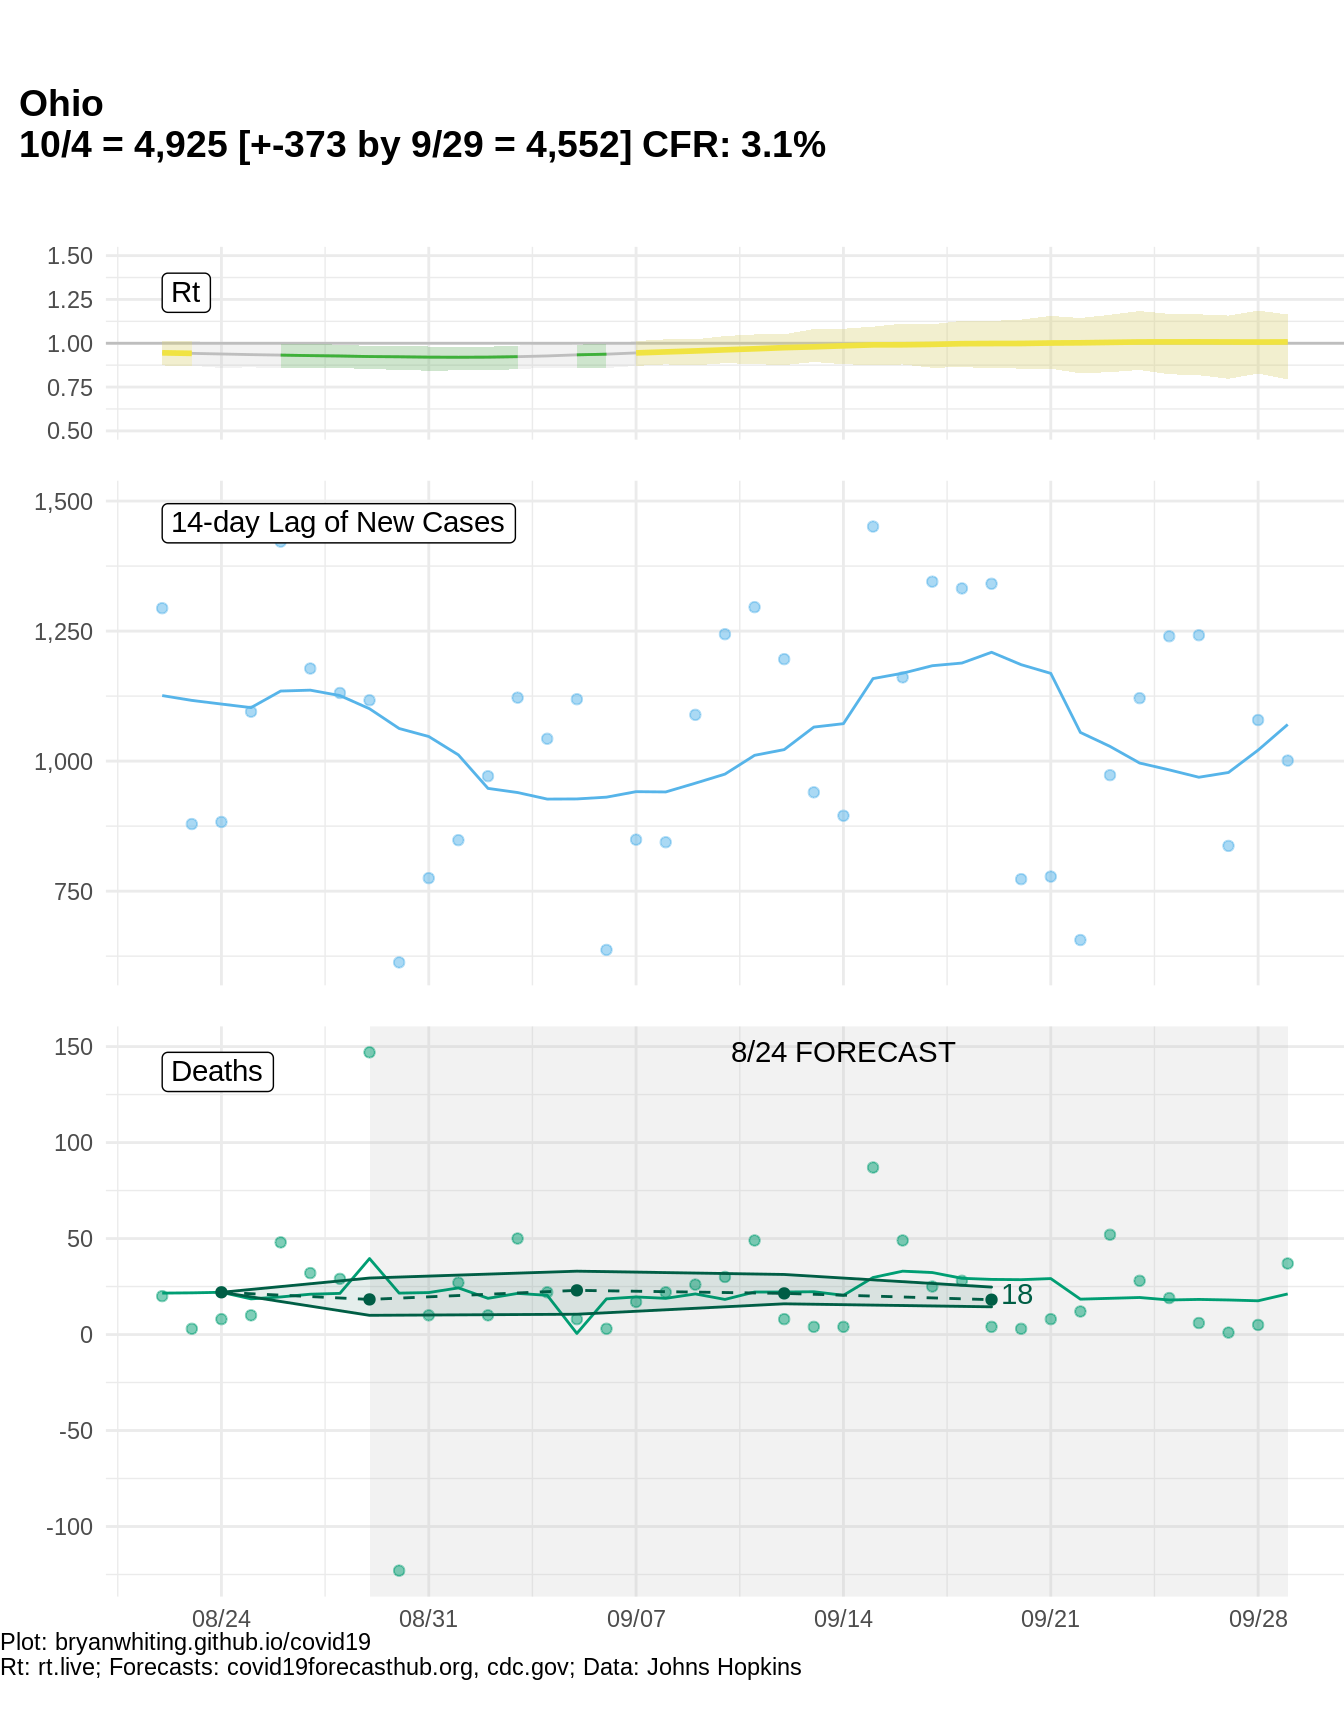 Ohio
10/4 = 4,925 [+-373 by 9/29 = 4,552] CFR: 3.1%
1.50
Rt
1.25
1.00
0.75
0.50
1,500
14-day Lag of New Cases
1,250
1,000
750
150
8/24 FORECAST
Deaths
100
50
18
0
-50
-100
08/24 08/31 09/07 09/14 09/21 09/28
Plot: bryanwhiting.github.io/covid19
Rt: rt.live; Forecasts: covid19forecasthub.org, cdc.gov; Data: Johns Hopkins